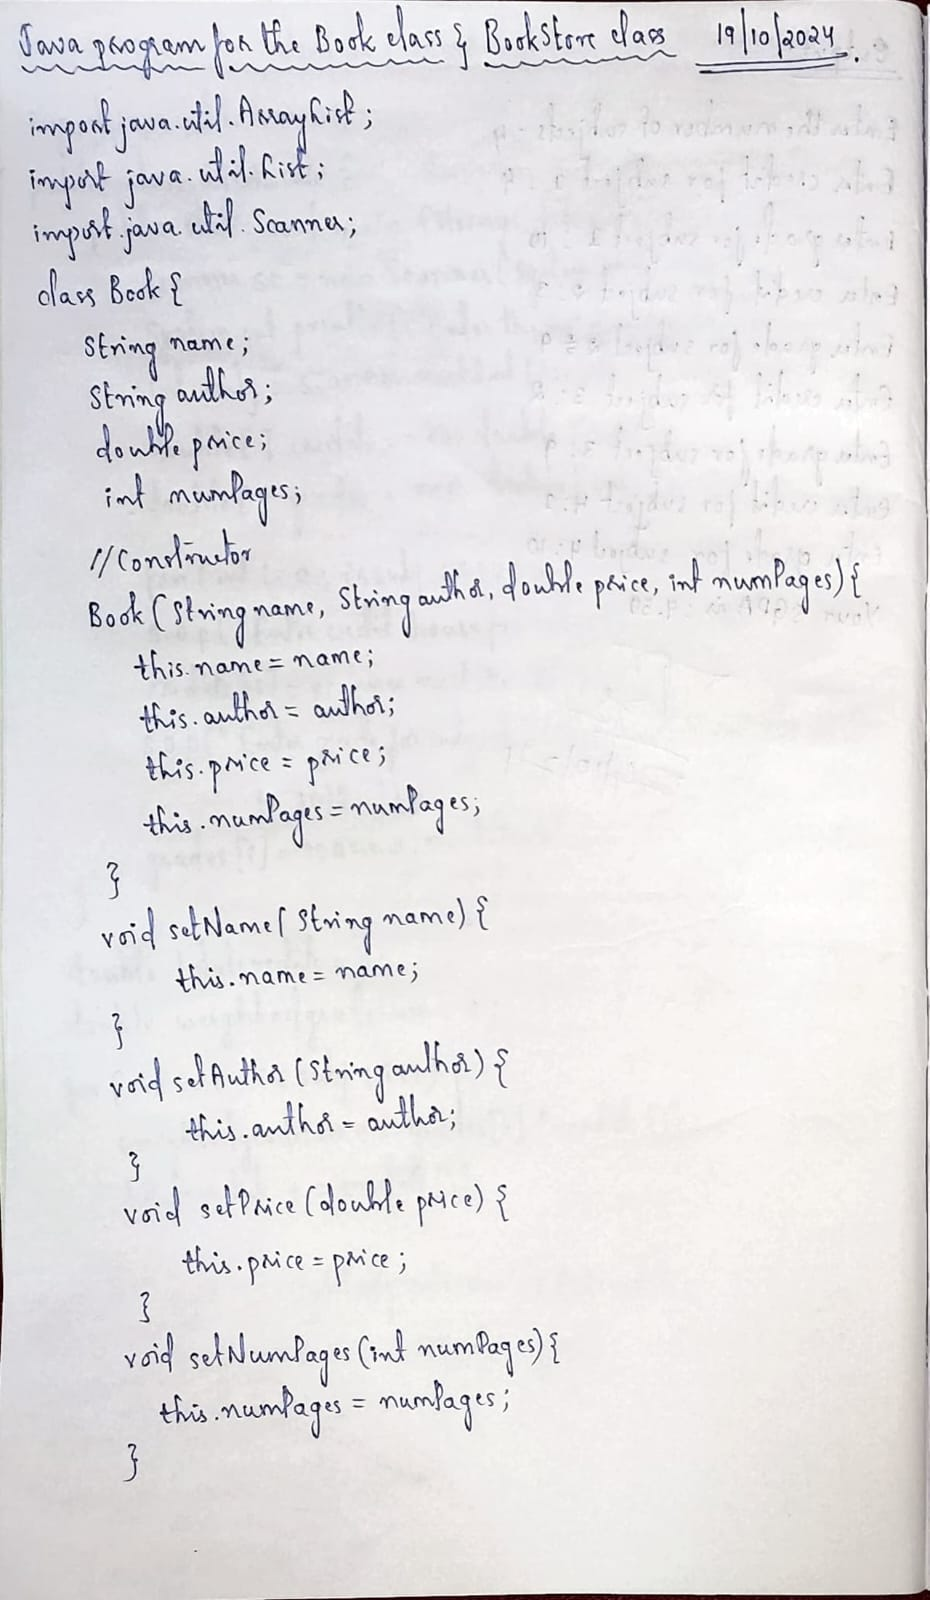 Java program for the Book class & BookStore class 19/10/2024.
import java.util.ArrayList;
import java.util.List;
import java.util.Scanner;
class Book {
String name;
String author;
double price;
int numPages;
//Constructor
Book (String name, String author, double price, int numPages) {
this.name = name;
this.author = author;
this.price = price;
this.numPages = numPages;
}
void setName( String name) {
this.name = name;
}
void setAuthor (String author) {
this.author = author;
}
void setPrice (double price) {
this.price = price;
}
void setNumPages (int numPages) {
this.numPages = numPages;
}